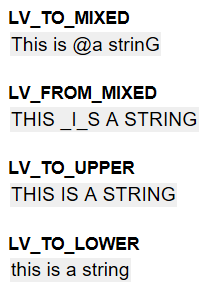 LV_TO_MIXED
This is @a strinG
LV_FROM_MIXED
THIS _I_S A STRING
LV_TO_UPPER
THIS IS A STRING
LV_TO_LOWER
this is a string